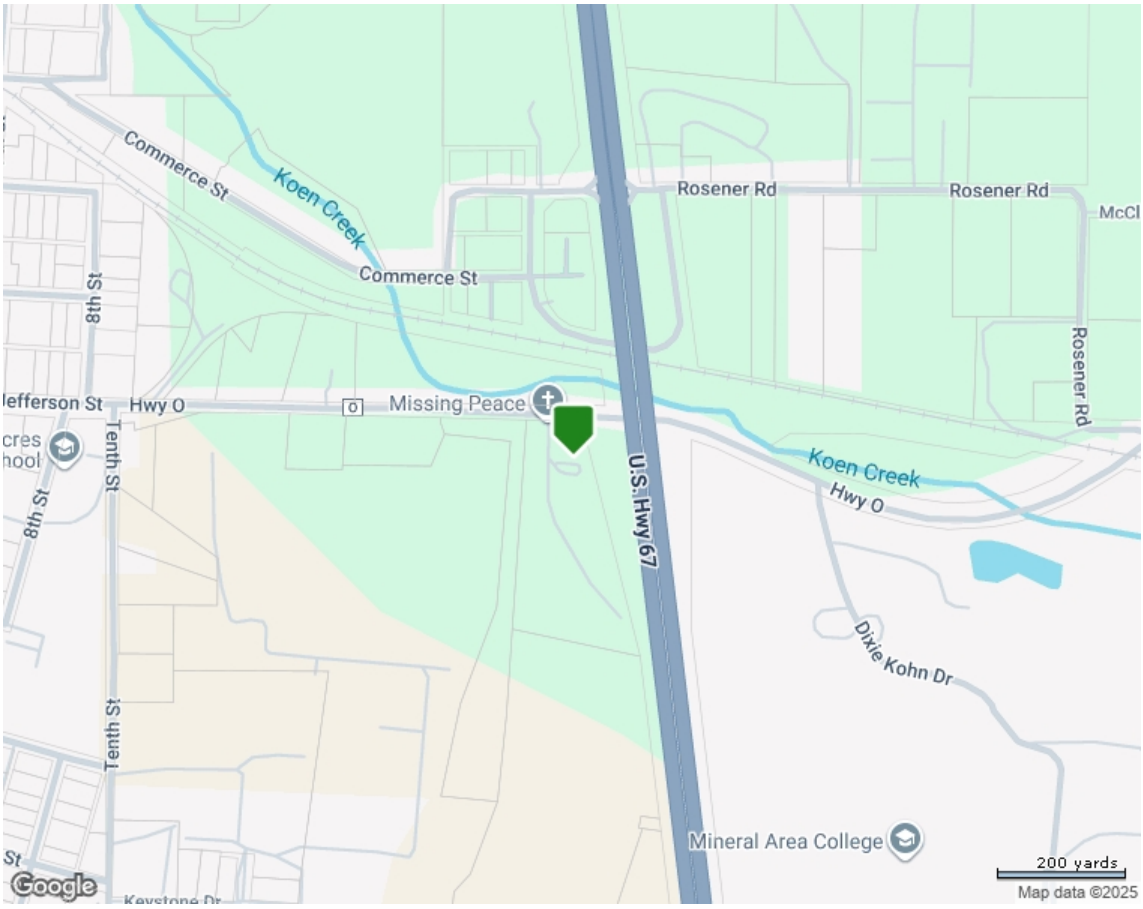 Commerce St
Koen Creek
Rosener Rd
Rosener Rd
McCl
Commerce St
8th St
Rosener Rd
Jefferson St
Hwy O
O
Missing Peace
cres
hool
Tenth St
8th St
U.S. Hwy 67
Koen Creek
Hwy O
Dixie Kohn Dr
Tenth St
Mineral Area College
St
200 yards
Google
Keystone Dr
Map data ©2025